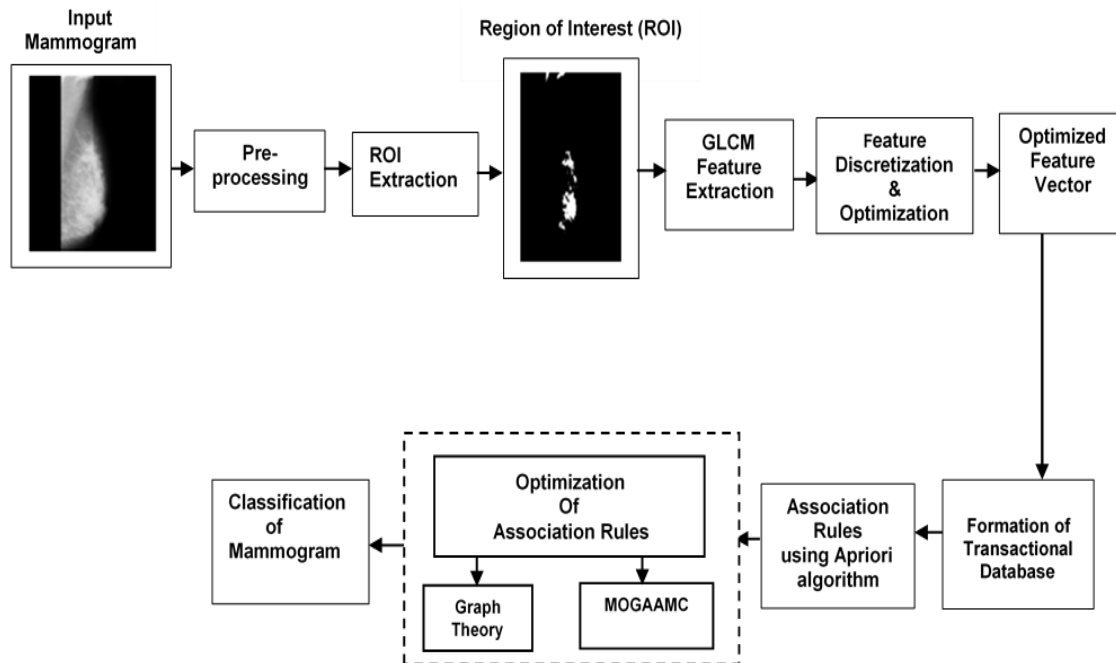 Input
Mammogram
Region of Interest (ROI)
Pre-
processing
ROI
Extraction
GLCM
Feature
Extraction
Feature
Discretization
&
Optimization
Optimized
Feature
Vector
Formation of
Transactional
Database
Association
Rules
using Apriori
algorithm
Optimization
Of
Association Rules
Graph
Theory
MOGAAMC
Classification
of
Mammogram